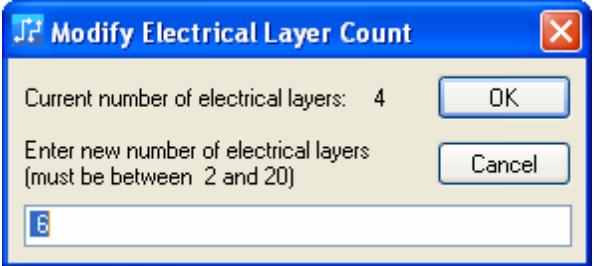 Modify Electrical Layer Count
Current number of electrical layers: 4
OK
Enter new number of electrical layers
(must be between 2 and 20)
Cancel
6